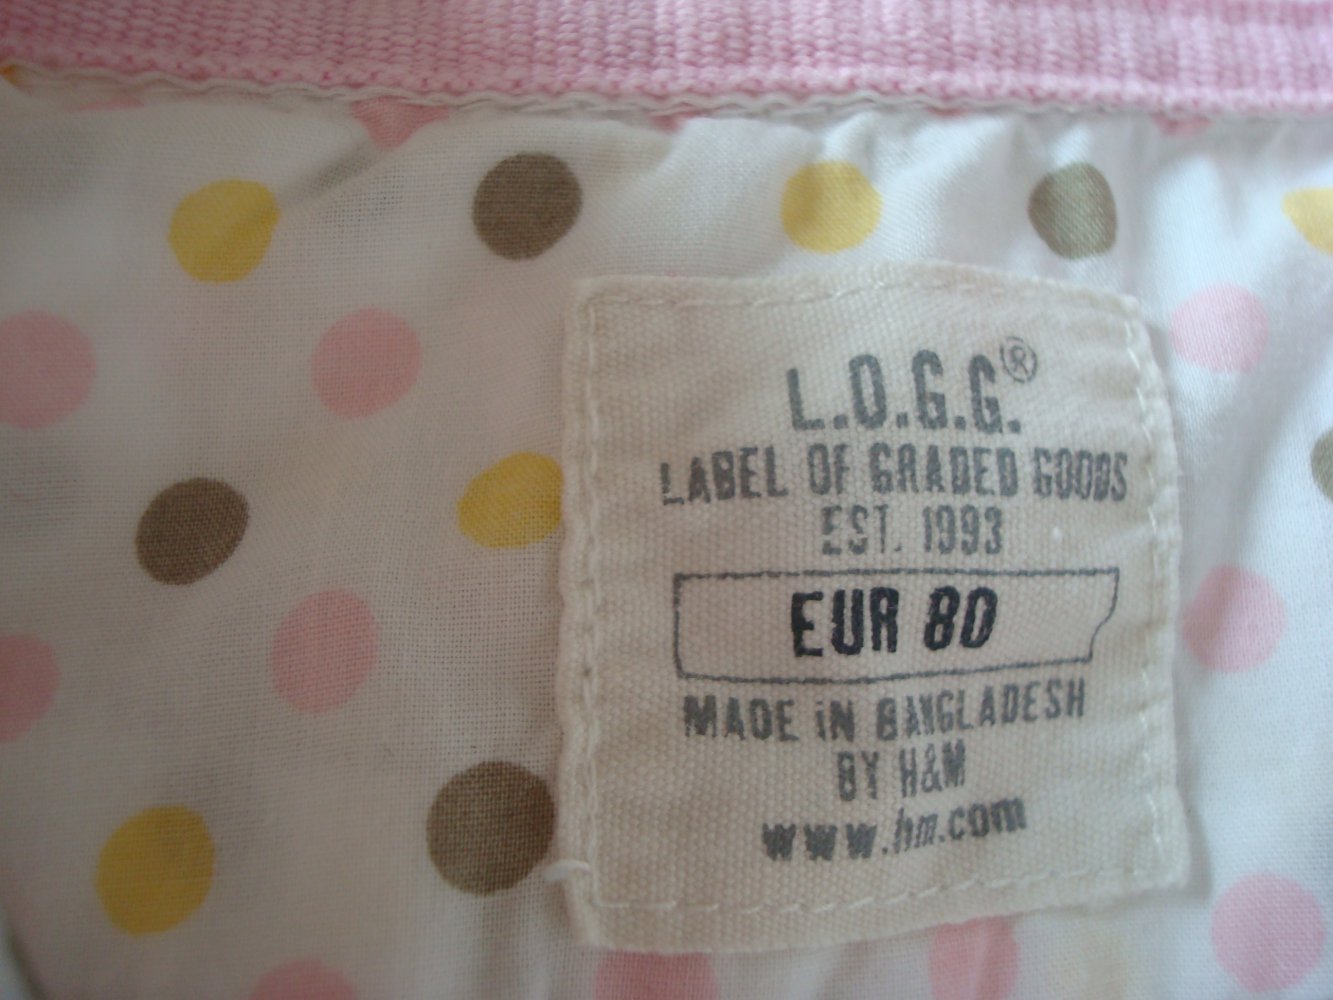 L.O.G.G.®
LABEL OF GRADED GOODS
EST. 1993
EUR 80
MADE iN BANGLADESH
BY H&M
www.hm.com